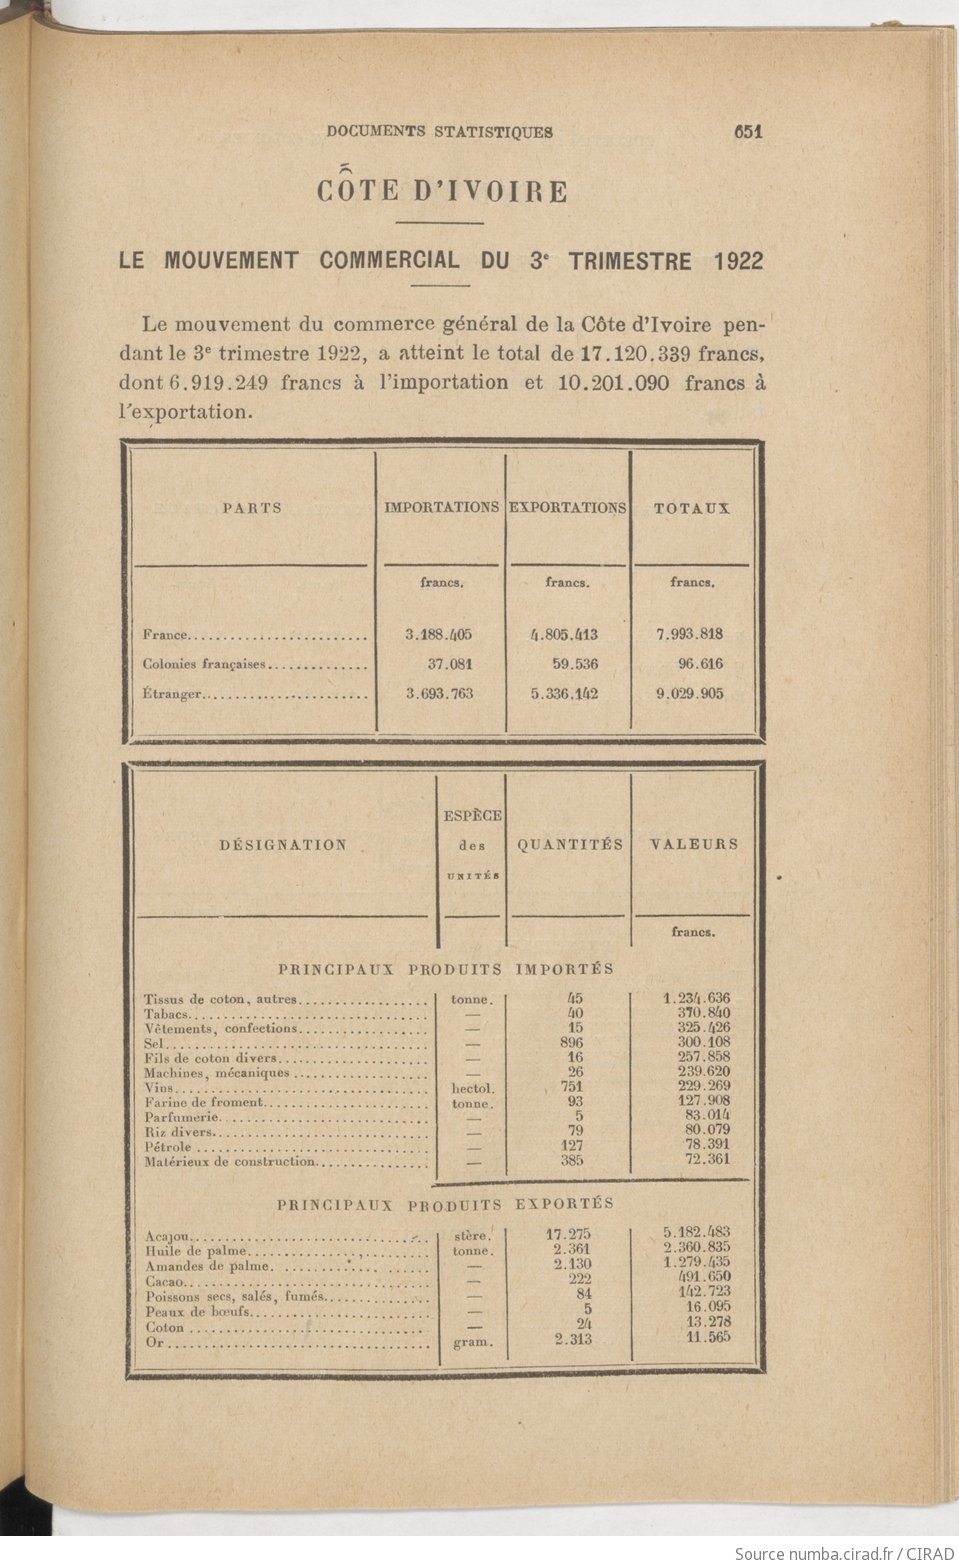 DOCUMENTS STATISTIQUES 651
CÔTE D'IVOIRE
LE MOUVEMENT COMMERCIAL DU 3e TRIMESTRE 1922
Le mouvement du commerce général de la Côte d'Ivoire pen-
dant le 3e trimestre 1922, a atteint le total de 17.120.339 francs,
dont 6.919.249 francs à l'importation et 10.201.090 francs à
l'exportation.
PARTS IMPORTATIONS EXPORTATIONS TOTAUX
francs. francs. francs.
France........................ 3.188.405 4.805.413 7.993.818
Colonies françaises.............. 37.081 59.536 96.616
Étranger....................... 3.693.763 5.336.142 9.029.905
DÉSIGNATION ESPÈCE des UNITÉS QUANTITÉS VALEURS
francs.
PRINCIPAUX PRODUITS IMPORTÉS
Tissus de coton, autres.................. tonne. 45 1.234.636
Tabacs................................ — 40 370.840
Vêtements, confections.................. — 15 325.426
Sel.................................... — 896 300.108
Fils de coton divers..................... — 16 257.858
Machines, mécaniques................... — 26 239.620
Vins................................... hectol. 751 229.269
Farine de froment....................... tonne. 93 127.908
Parfumerie............................. — 5 83.014
Riz divers.............................. — 79 80.079
Pétrole ................................ — 127 78.391
Matérieux de construction............... — 385 72.361
PRINCIPAUX PRODUITS EXPORTÉS
Acajou................................. stère. 17.275 5.182.483
Huile de palme......................... tonne. 2.361 2.360.835
Amandes de palme. ..................... — 2.130 1.279.435
Cacao.................................. — 222 491.650
Poissons secs, salés, fumés.............. — 84 142.723
Peaux de bœufs......................... — 5 16.095
Coton ................................. — 24 13.278
Or .................................... gram. 2.313 11.565
Source numba.cirad.fr / CIRAD